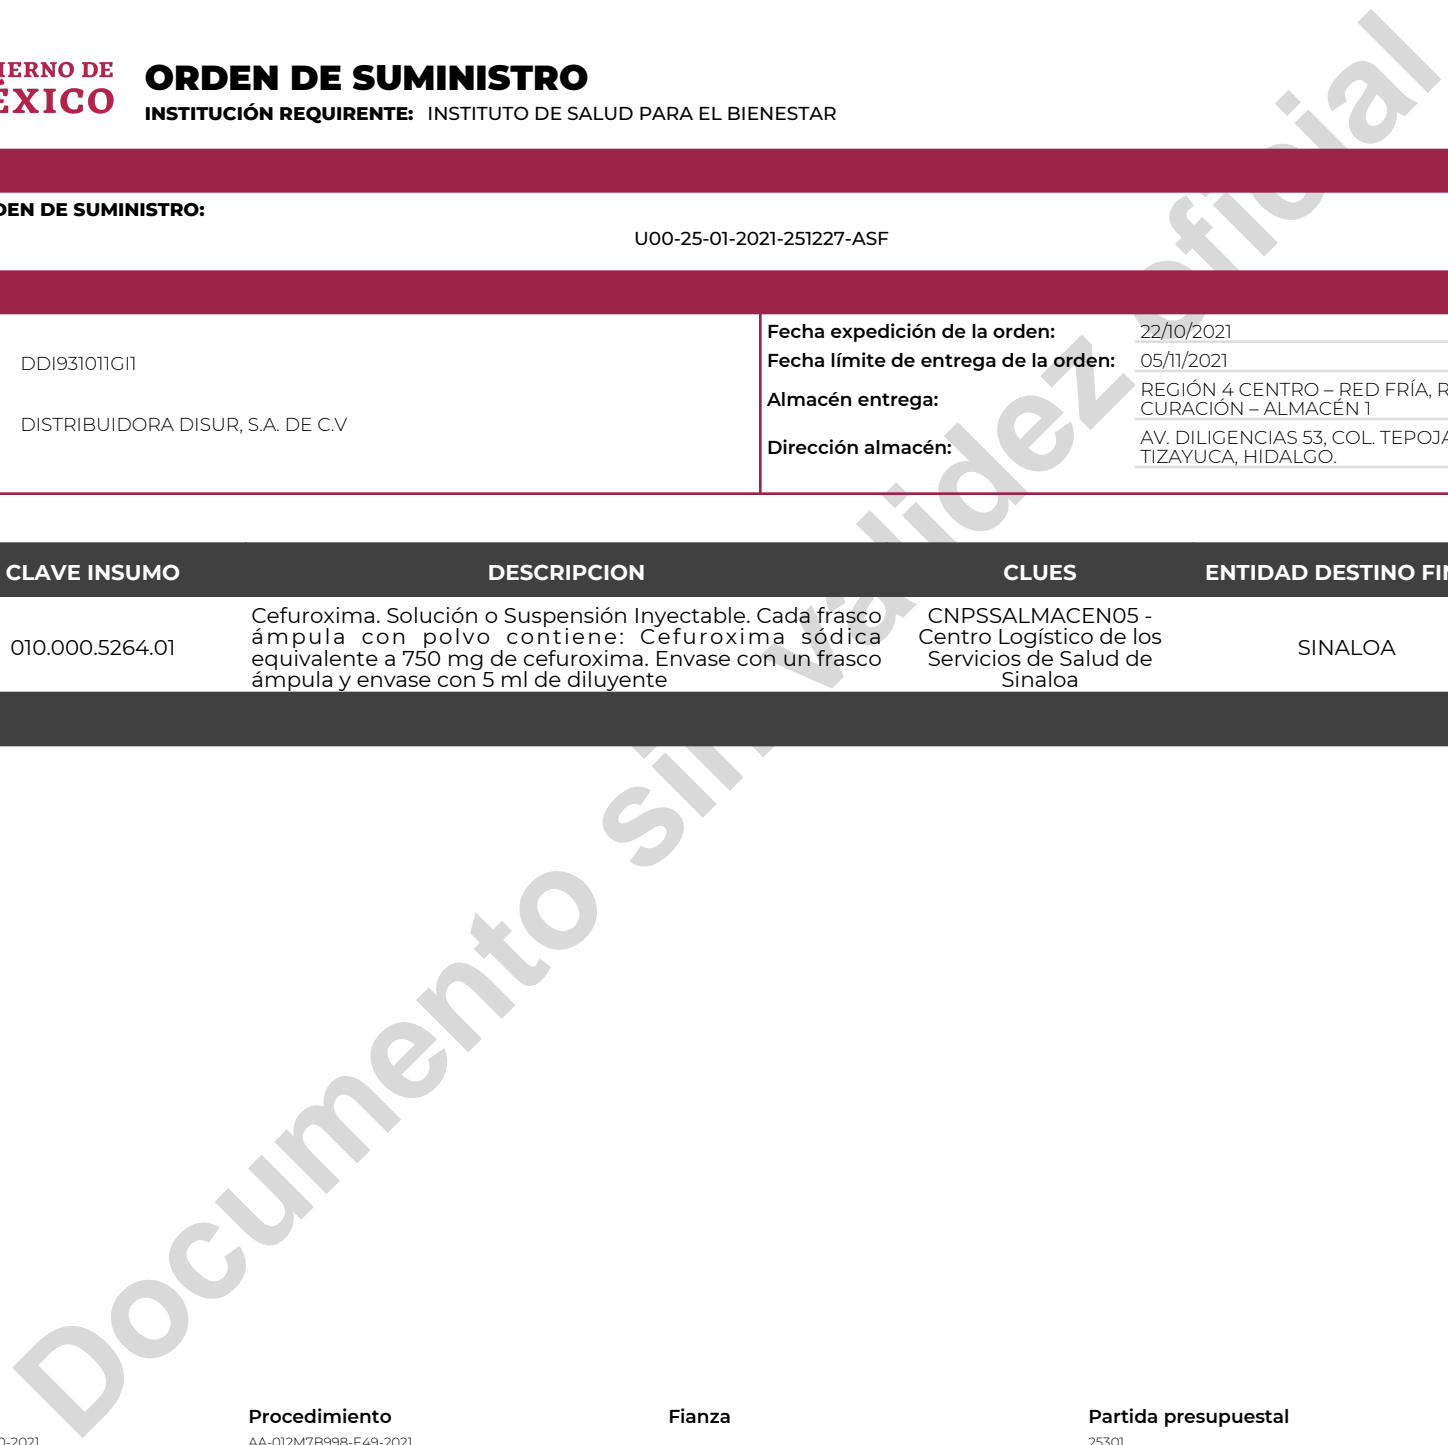 ORDEN DE SUMINISTRO
INSTITUCIÓN REQUIRENTE: INSTITUTO DE SALUD PARA EL BIENESTAR
DE SUMINISTRO:
U00-25-01-2021-251227-ASF
DDI931011GI1
DISTRIBUIDORA DISUR, S.A. DE C.V
Fecha expedición de la orden: 22/10/2021
Fecha límite de entrega de la orden: 05/11/2021
Almacén entrega: REGIÓN 4 CENTRO – RED FRÍA,
CURACIÓN – ALMACÉN 1
Dirección almacén: AV. DILIGENCIAS 53, COL.
TIZAYUCA, HIDALGO.
CLAVE INSUMO DESCRIPCION CLUES ENTIDAD DESTINO
010.000.5264.01
Cefuroxima. Solución o Suspensión Inyectable. Cada frasco
ámpula con polvo contiene: Cefuroxima sódica
equivalente a 750 mg de cefuroxima. Envase con un frasco
ámpula y envase con 5 ml de diluyente
CNPSSALMACEN05 -
Centro Logístico de los
Servicios de Salud de
Sinaloa
SINALOA
Documento sin validez oficial
Procedimiento Fianza Partida presupuestal
AA-012M7B998-E49-2021 25301